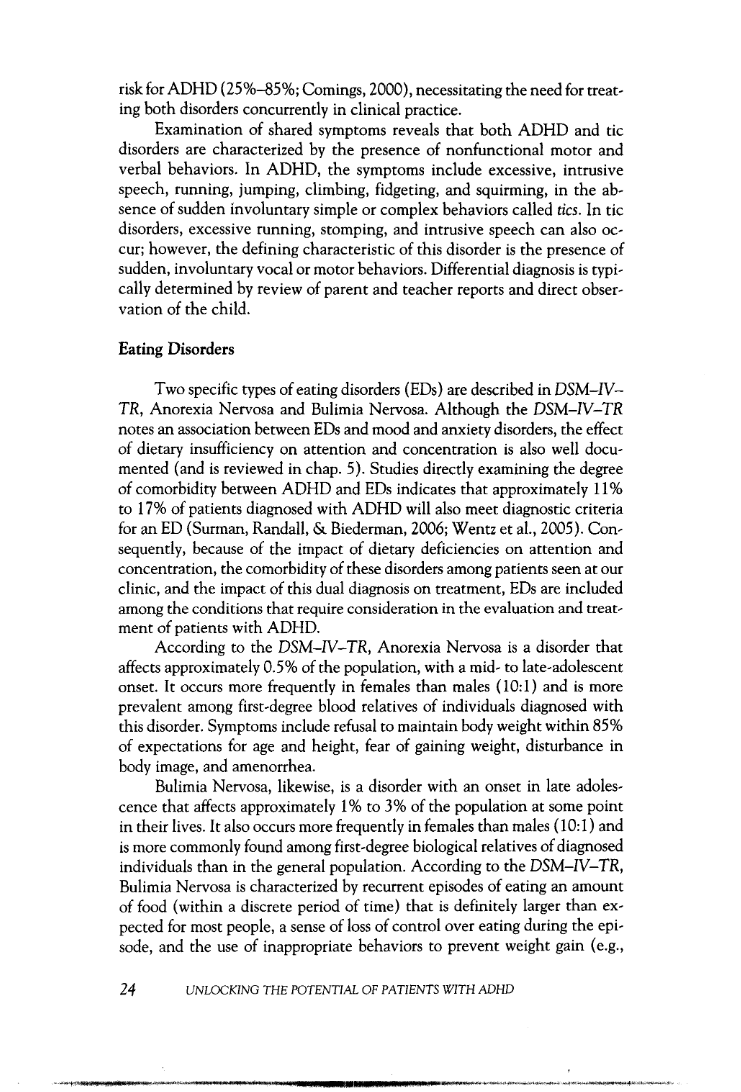 risk for ADHD (25%–85%; Comings, 2000), necessitating the need for treat-
ing both disorders concurrently in clinical practice.
Examination of shared symptoms reveals that both ADHD and tic
disorders are characterized by the presence of nonfunctional motor and
verbal behaviors. In ADHD, the symptoms include excessive, intrusive
speech, running, jumping, climbing, fidgeting, and squirming, in the ab-
sence of sudden involuntary simple or complex behaviors called tics. In tic
disorders, excessive running, stomping, and intrusive speech can also oc-
cur; however, the defining characteristic of this disorder is the presence of
sudden, involuntary vocal or motor behaviors. Differential diagnosis is typi-
cally determined by review of parent and teacher reports and direct obser-
vation of the child.
Eating Disorders
Two specific types of eating disorders (EDs) are described in DSM–IV–
TR, Anorexia Nervosa and Bulimia Nervosa. Although the DSM–IV–TR
notes an association between EDs and mood and anxiety disorders, the effect
of dietary insufficiency on attention and concentration is also well docu-
mented (and is reviewed in chap. 5). Studies directly examining the degree
of comorbidity between ADHD and EDs indicates that approximately 11%
to 17% of patients diagnosed with ADHD will also meet diagnostic criteria
for an ED (Surman, Randall, & Biederman, 2006; Wentz et al., 2005). Con-
sequently, because of the impact of dietary deficiencies on attention and
concentration, the comorbidity of these disorders among patients seen at our
clinic, and the impact of this dual diagnosis on treatment, EDs are included
among the conditions that require consideration in the evaluation and treat-
ment of patients with ADHD.
According to the DSM–IV–TR, Anorexia Nervosa is a disorder that
affects approximately 0.5% of the population, with a mid- to late-adolescent
onset. It occurs more frequently in females than males (10:1) and is more
prevalent among first-degree blood relatives of individuals diagnosed with
this disorder. Symptoms include refusal to maintain body weight within 85%
of expectations for age and height, fear of gaining weight, disturbance in
body image, and amenorrhea.
Bulimia Nervosa, likewise, is a disorder with an onset in late adoles-
cence that affects approximately 1% to 3% of the population at some point
in their lives. It also occurs more frequently in females than males (10:1) and
is more commonly found among first-degree biological relatives of diagnosed
individuals than in the general population. According to the DSM–IV–TR,
Bulimia Nervosa is characterized by recurrent episodes of eating an amount
of food (within a discrete period of time) that is definitely larger than ex-
pected for most people, a sense of loss of control over eating during the epi-
sode, and the use of inappropriate behaviors to prevent weight gain (e.g.,
24 UNLOCKING THE POTENTIAL OF PATIENTS WITH ADHD